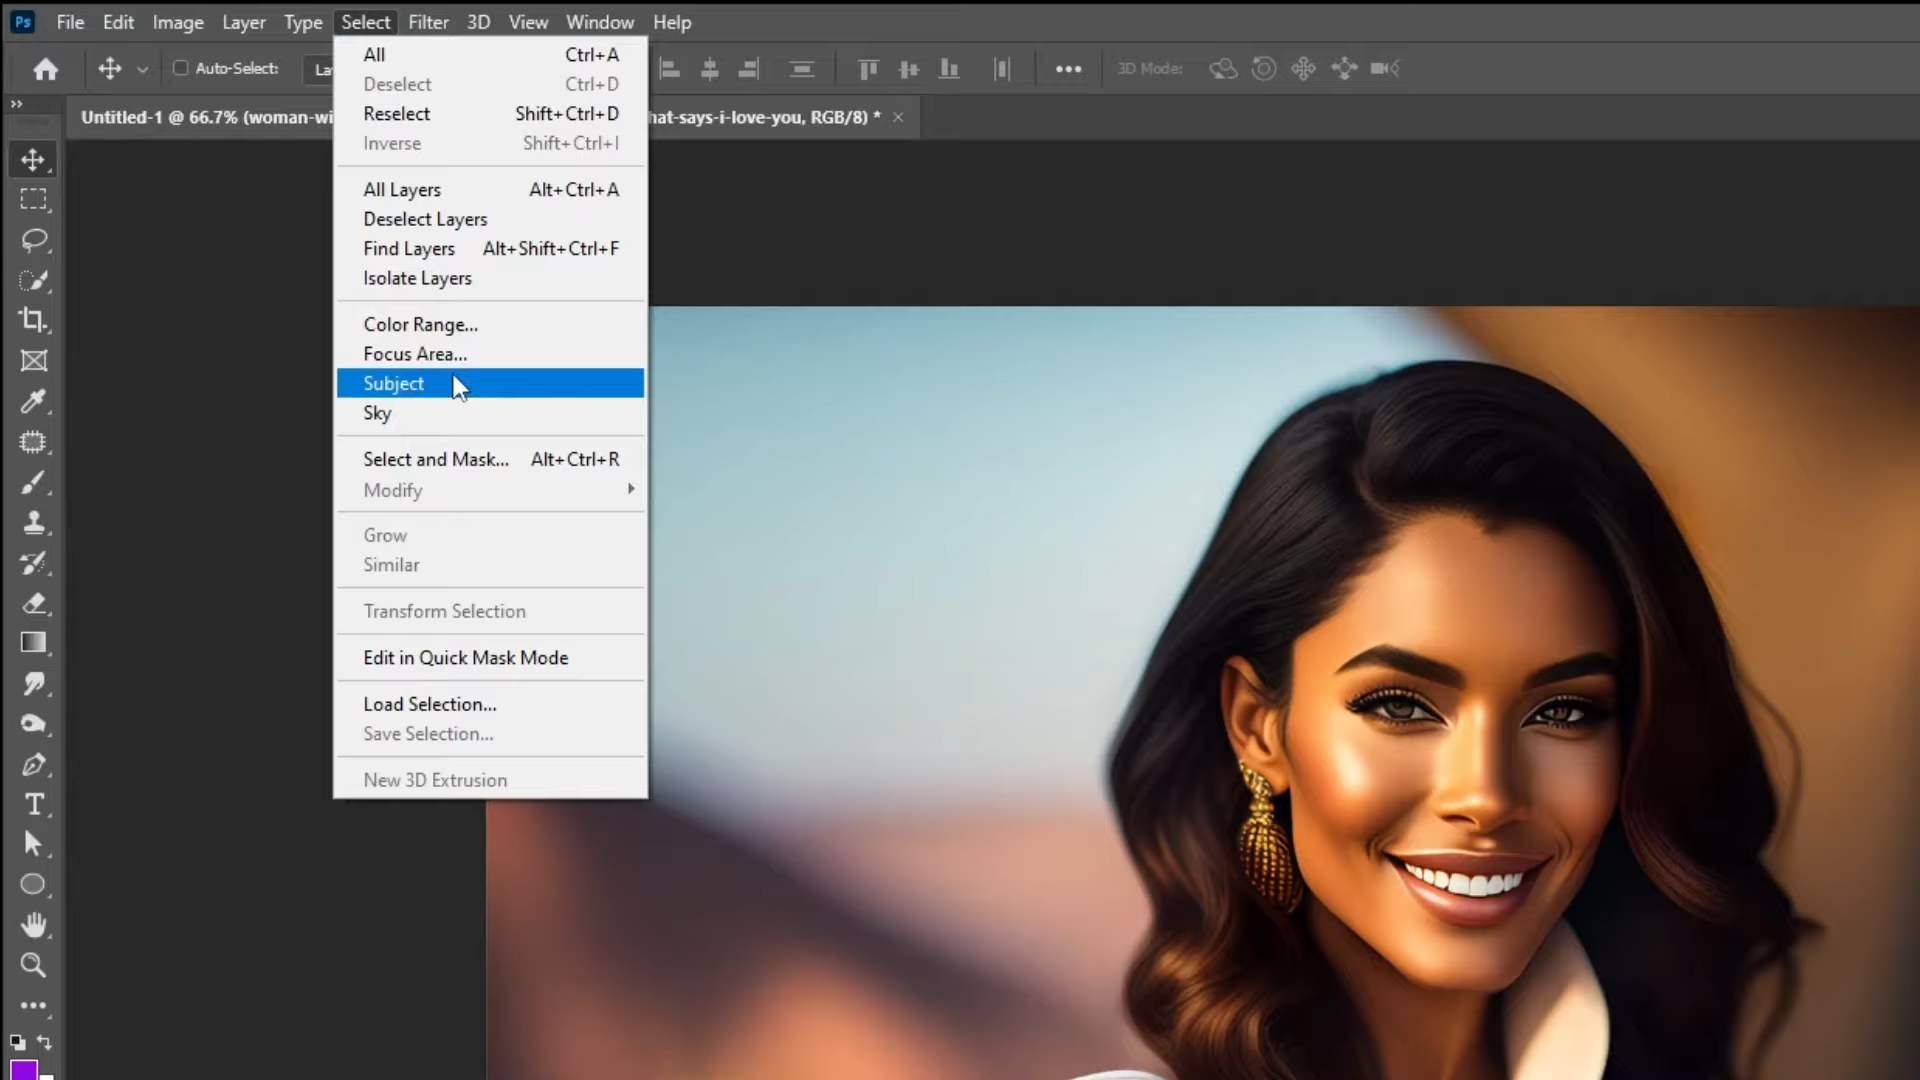 Ps File Edit Image Layer Type Select Filter 3D View Window Help
Auto-Select: La 3D Mode:
Untitled-1 @ 66.7% (woman-wi hat-says-i-love-you, RGB/8) * ×
All Ctrl+A
Deselect Ctrl+D
Reselect Shift+Ctrl+D
Inverse Shift+Ctrl+I
All Layers Alt+Ctrl+A
Deselect Layers
Find Layers Alt+Shift+Ctrl+F
Isolate Layers
Color Range...
Focus Area...
Subject
Sky
Select and Mask... Alt+Ctrl+R
Modify
Grow
Similar
Transform Selection
Edit in Quick Mask Mode
Load Selection...
Save Selection...
New 3D Extrusion